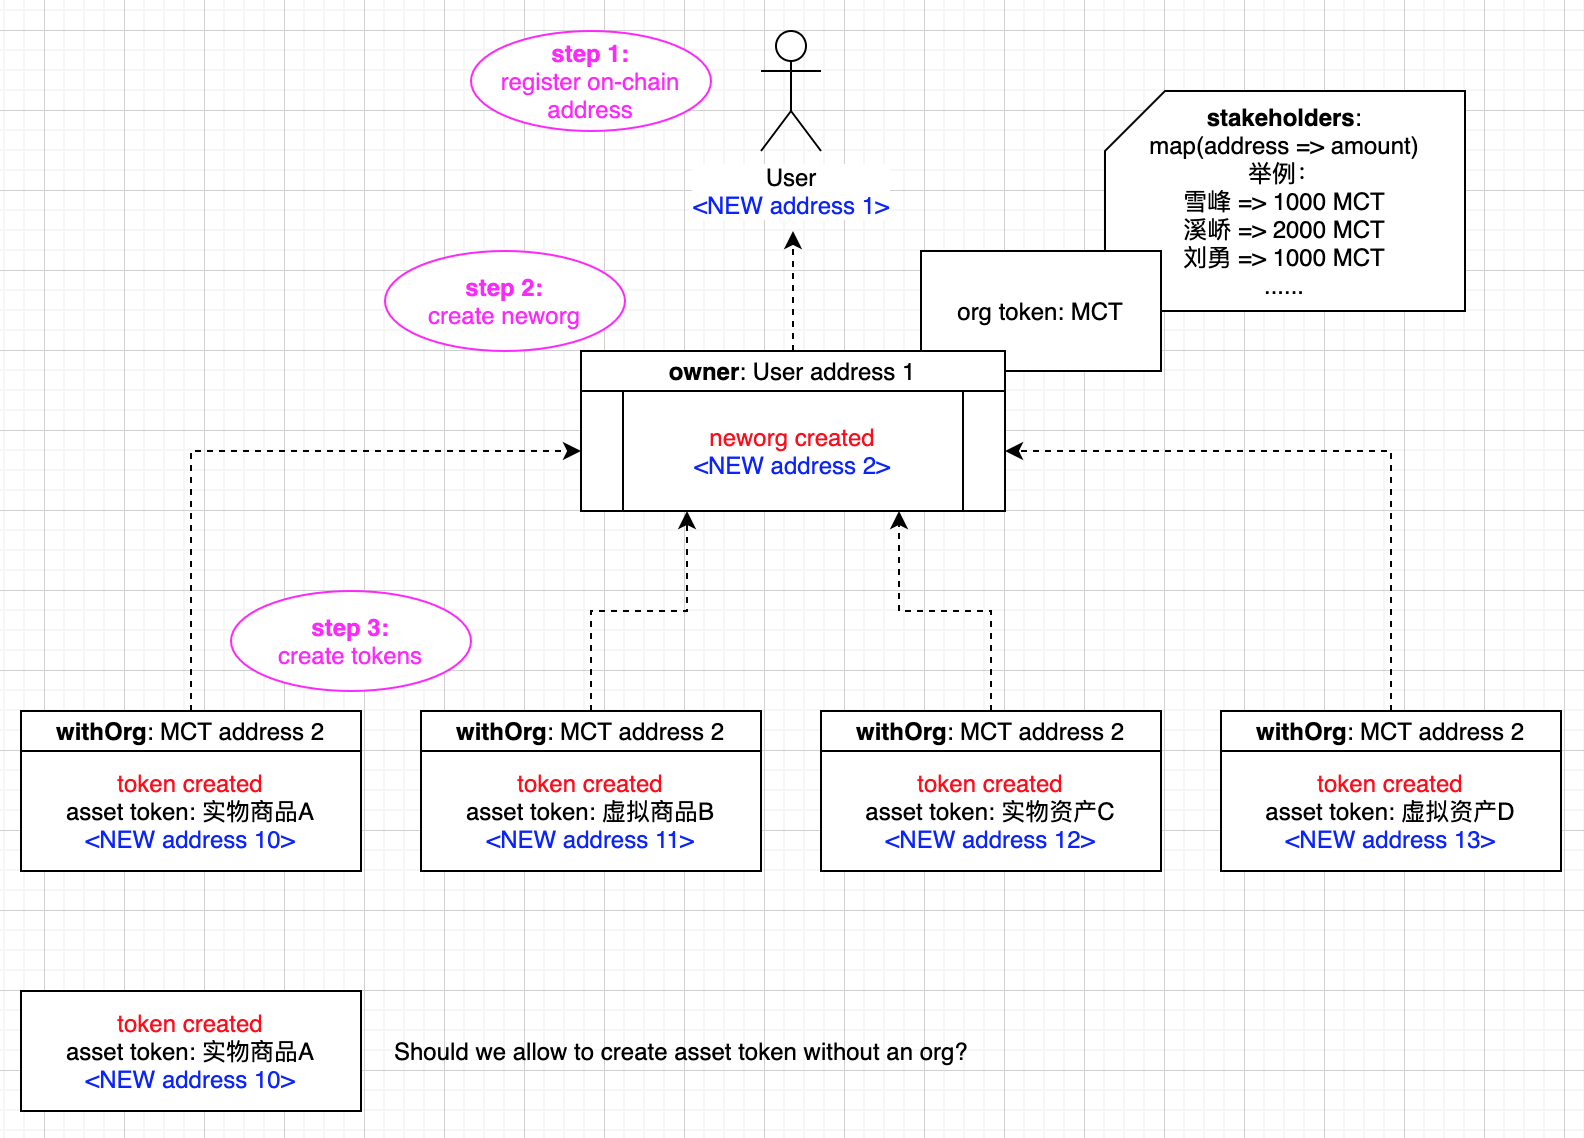 step 1:
register on-chain
address
User
<NEW address 1>
stakeholders:
map(address => amount)
举例：
雪峰 => 1000 MCT
溪峤 => 2000 MCT
刘勇 => 1000 MCT
......
step 2:
create neworg
org token: MCT
owner: User address 1
neworg created
<NEW address 2>
step 3:
create tokens
withOrg: MCT address 2
token created
asset token: 实物商品A
<NEW address 10>
withOrg: MCT address 2
token created
asset token: 虚拟商品B
<NEW address 11>
withOrg: MCT address 2
token created
asset token: 实物资产C
<NEW address 12>
withOrg: MCT address 2
token created
asset token: 虚拟资产D
<NEW address 13>
token created
asset token: 实物商品A
<NEW address 10>
Should we allow to create asset token without an org?